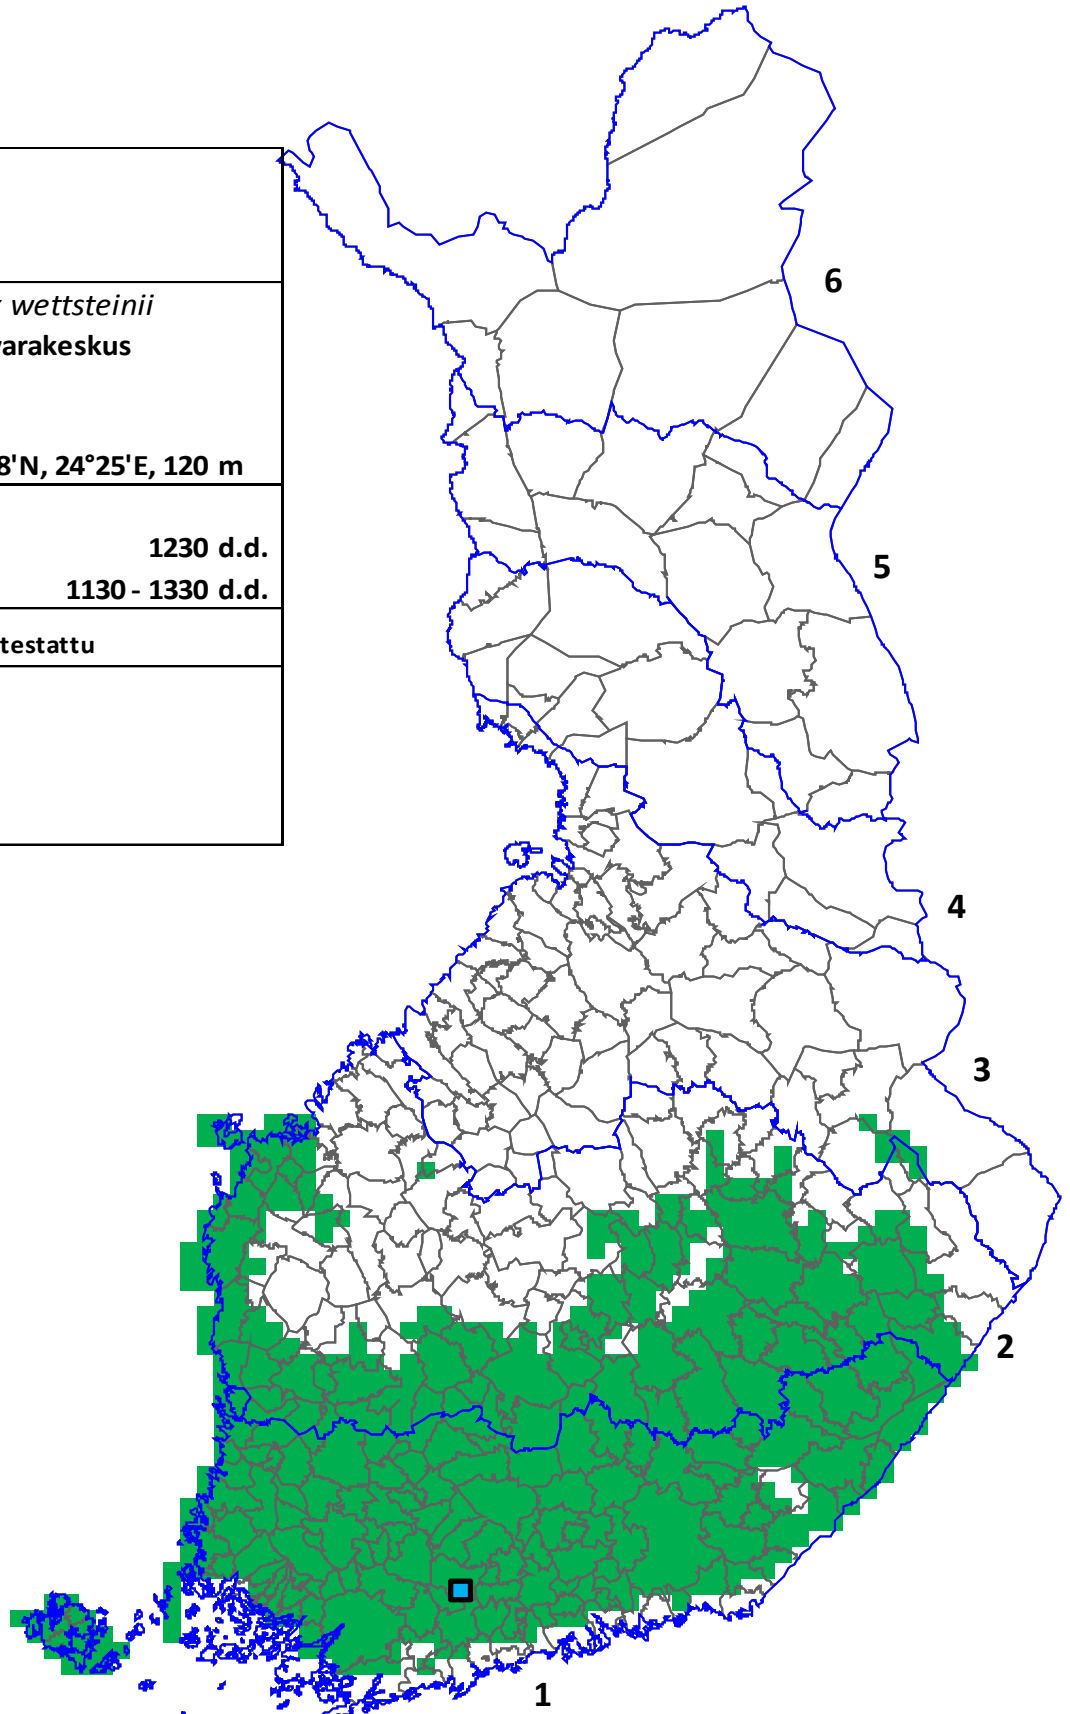 wettsteinii
arakeskus
8'N, 24°25'E, 120 m
1230 d.d.
1130 - 1330 d.d.
testattu
6
5
4
3
2
1